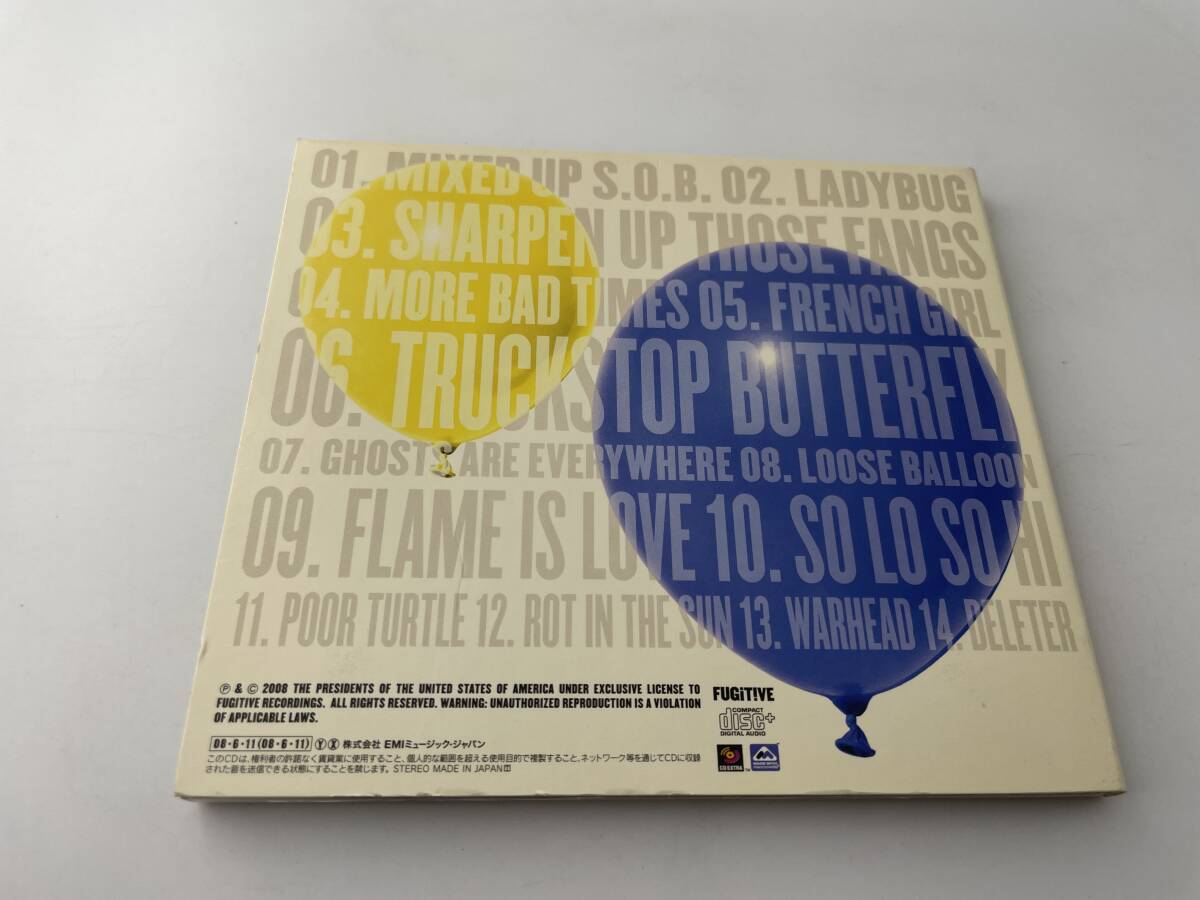 01. MIXED UP S.O.B. 02. LADYBUG
03. SHARPEN UP THOSE FANGS
04. MORE BAD TIMES 05. FRENCH GIRL
06. TRUCKSTOP BUTTERFLY
07. GHOSTS ARE EVERYWHERE 08. LOOSE BALLOON
09. FLAME IS LOVE 10. SO LO SO HI
11. POOR TURTLE 12. ROT IN THE SUN 13. WARHEAD 14. DELETER
℗ & © 2008 THE PRESIDENTS OF THE UNITED STATES OF AMERICA UNDER EXCLUSIVE LICENSE TO
FUGITIVE RECORDINGS. ALL RIGHTS RESERVED. WARNING: UNAUTHORIZED REPRODUCTION IS A VIOLATION
OF APPLICABLE LAWS.
FUGITIVE
COMPACT
disc+
DIGITAL AUDIO
08・6・11 (08・6・11) Ⓨ Ⓧ 株式会社 EMIミュージック・ジャパン
このCDは、権利者の許諾なく賃貸業に使用すること、個人的な範囲を超える使用目的で複製すること、ネットワーク等を通じてCDに収録
された音を送信できる状態にすることを禁じます。 STEREO MADE IN JAPAN
CD EXTRA